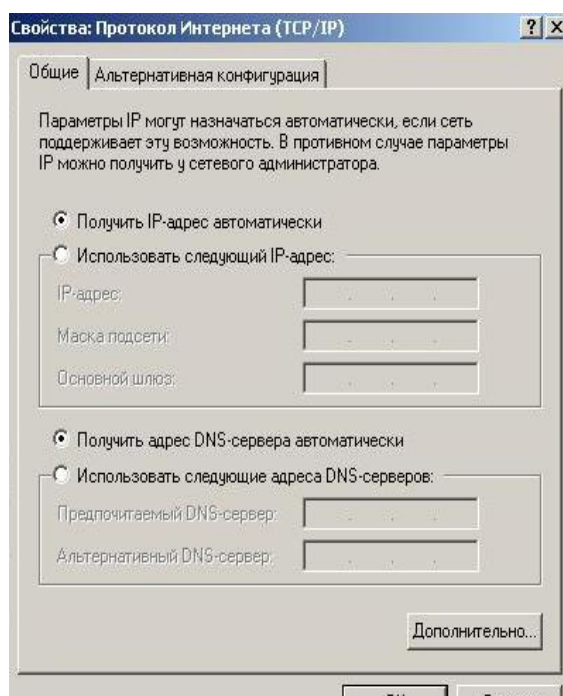 Свойства: Протокол Интернета (TCP/IP)
Общие
Альтернативная конфигурация
Параметры IP могут назначаться автоматически, если сеть
поддерживает эту возможность. В противном случае параметры
IP можно получить у сетевого администратора.
Получить IP-адрес автоматически
Использовать следующий IP-адрес:
IP-адрес:
Маска подсети:
Основной шлюз:
Получить адрес DNS-сервера автоматически
Использовать следующие адреса DNS-серверов:
Предпочитаемый DNS-сервер:
Альтернативный DNS-сервер:
Дополнительно...